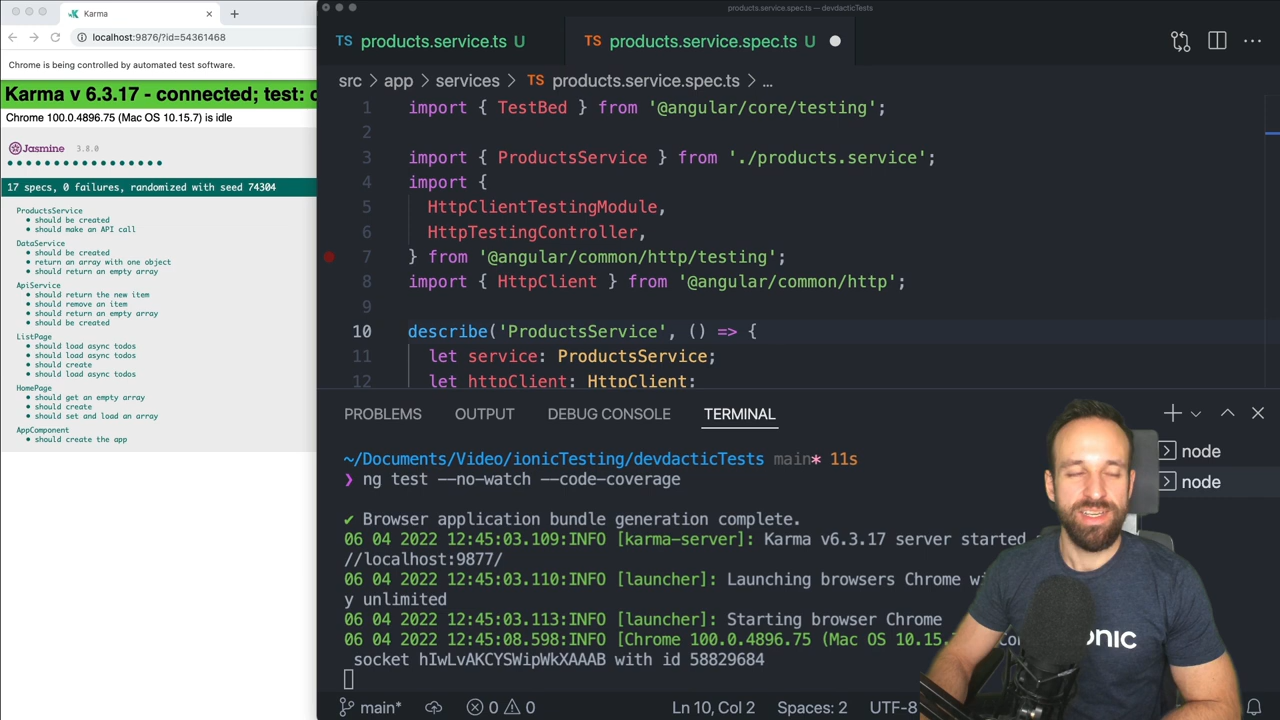 Karma
localhost:9876/?id=54361468
Chrome is being controlled by automated test software.
Karma v 6.3.17 - connected; test:
Chrome 100.0.4896.75 (Mac OS 10.15.7) is idle
Jasmine 3.8.0
17 specs, 0 failures, randomized with seed 74304
ProductsService
• should be created
• should make an API call
DataService
• should be created
• return an array with one object
• should return an empty array
ApiService
• should return the new item
• should remove an item
• should return an empty array
• should be created
ListPage
• should load async todos
• should load async todos
• should create
• should load async todos
HomePage
• should get an empty array
• should create
• should set and load an array
AppComponent
• should create the app
products.service.spec.ts — devdacticTests
TS products.service.ts U
TS products.service.spec.ts U
src > app > services > TS products.service.spec.ts > ...
1 import { TestBed } from '@angular/core/testing';
2
3 import { ProductsService } from './products.service';
4 import {
5 HttpClientTestingModule,
6 HttpTestingController,
7 } from '@angular/common/http/testing';
8 import { HttpClient } from '@angular/common/http';
9
10 describe('ProductsService', () => {
11 let service: ProductsService;
12 let httpClient: HttpClient;
PROBLEMS OUTPUT DEBUG CONSOLE TERMINAL
~/Documents/Video/ionicTesting/devdacticTests main* 11s
❯ ng test --no-watch --code-coverage
✔ Browser application bundle generation complete.
06 04 2022 12:45:03.109:INFO [karma-server]: Karma v6.3.17 server started
//localhost:9877/
06 04 2022 12:45:03.110:INFO [launcher]: Launching browsers Chrome
y unlimited
06 04 2022 12:45:03.113:INFO [launcher]: Starting browser Chrome
06 04 2022 12:45:08.598:INFO [Chrome 100.0.4896.75 (Mac OS 10.15.
socket hIwLvAKCYSWipWkXAAAB with id 58829684
node
node
onic
main* 0 0 Ln 10, Col 2 Spaces: 2 UTF-8